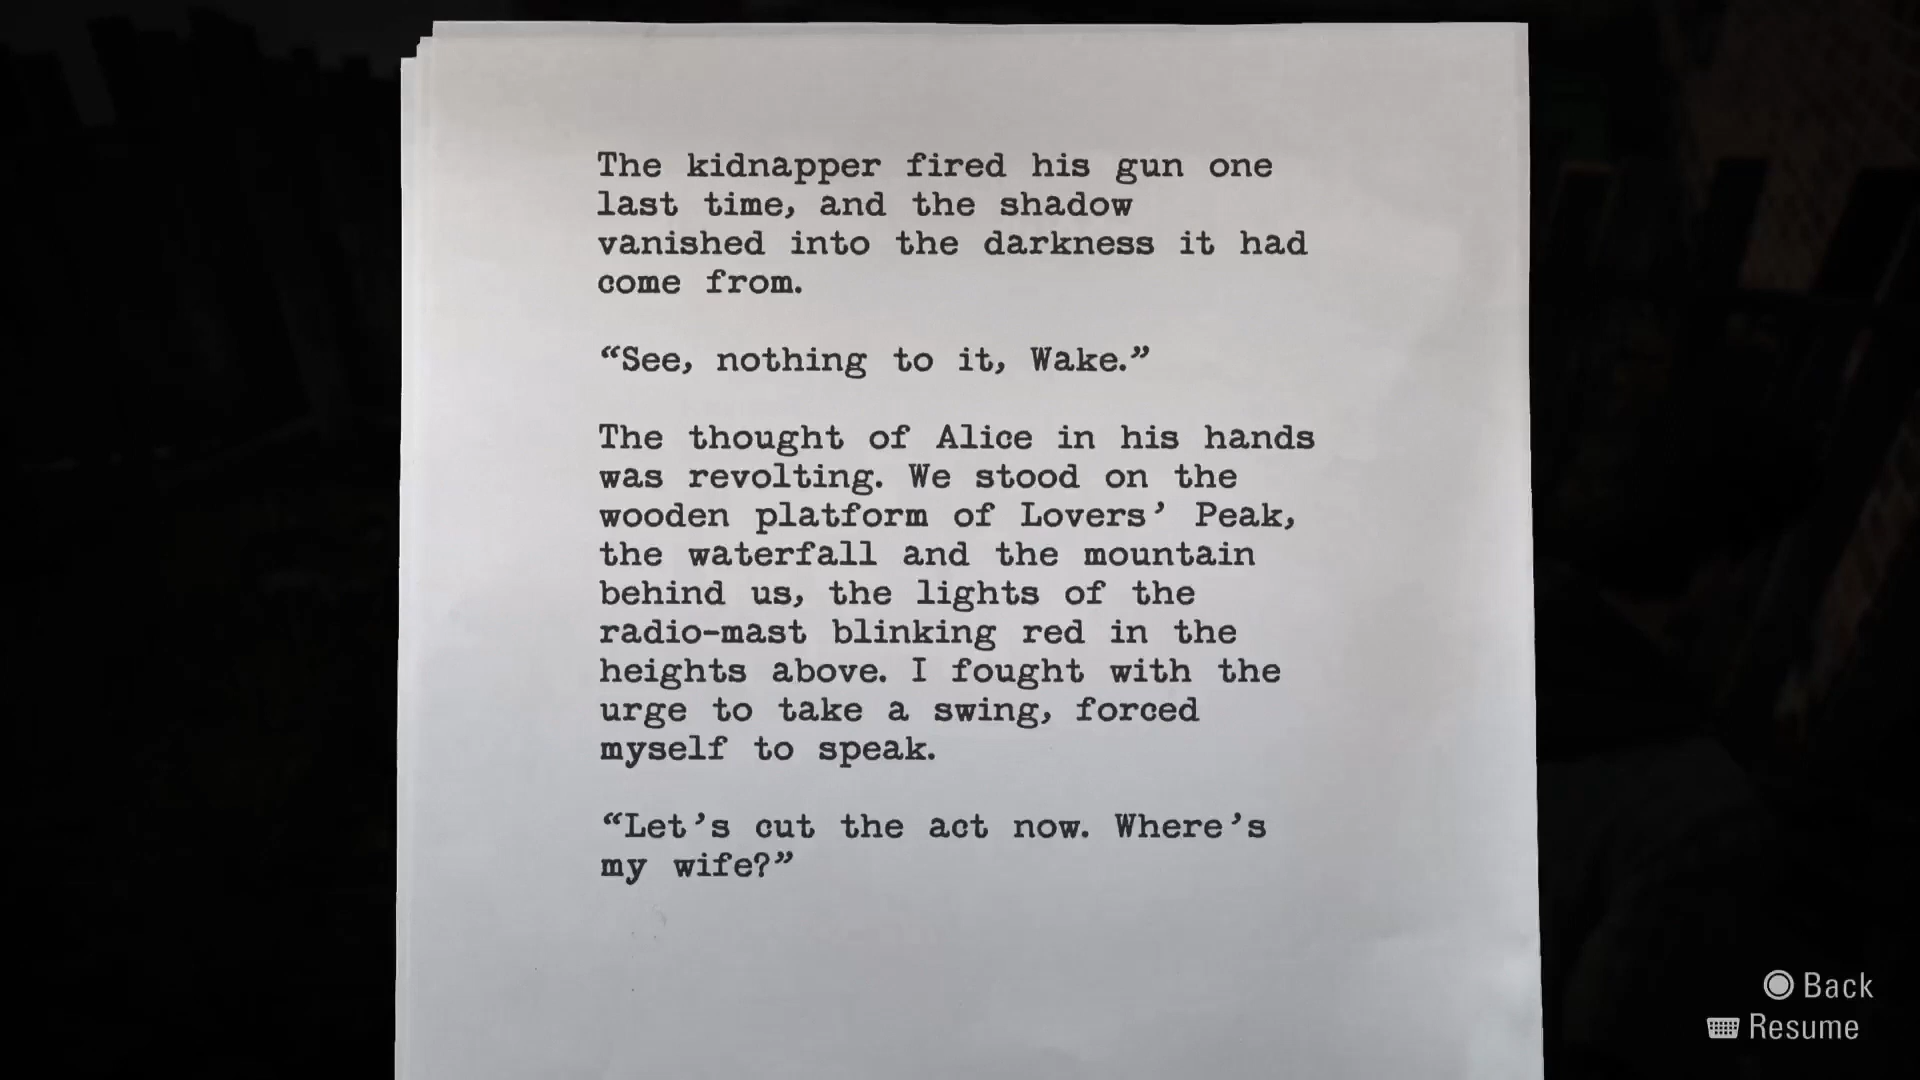 The kidnapper fired his gun one
last time, and the shadow
vanished into the darkness it had
come from.
“See, nothing to it, Wake.”
The thought of Alice in his hands
was revolting. We stood on the
wooden platform of Lovers’ Peak,
the waterfall and the mountain
behind us, the lights of the
radio-mast blinking red in the
heights above. I fought with the
urge to take a swing, forced
myself to speak.
“Let’s cut the act now. Where’s
my wife?”
Back
Resume